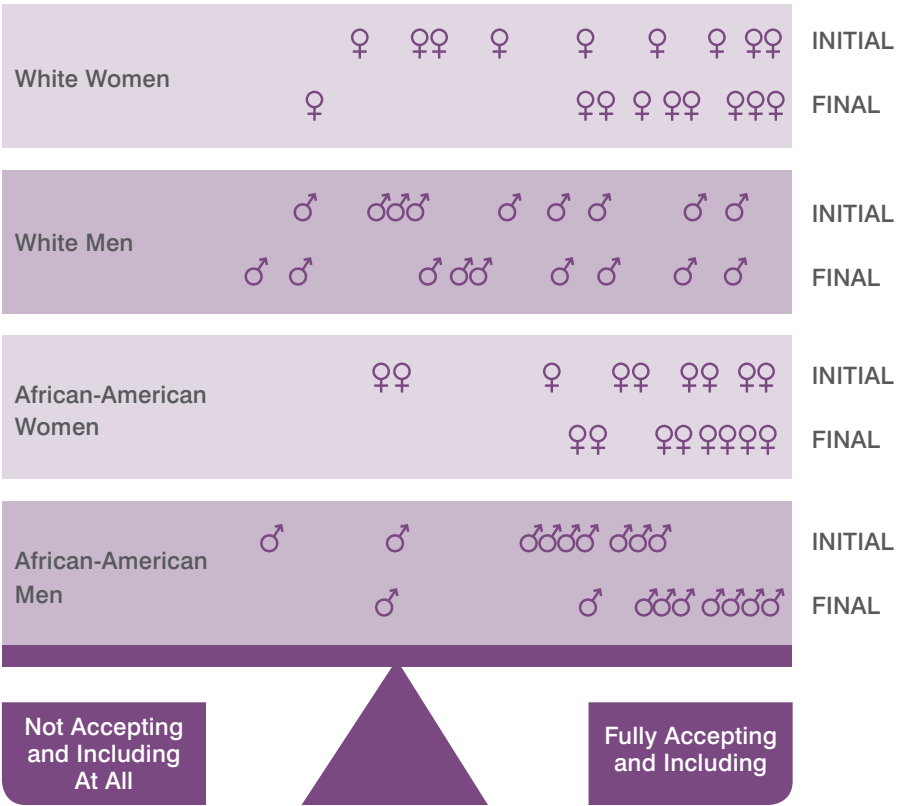 INITIAL
White Women
FINAL
INITIAL
White Men
FINAL
INITIAL
African-American
Women
FINAL
INITIAL
African-American
Men
FINAL
Not Accepting
and Including
At All
Fully Accepting
and Including